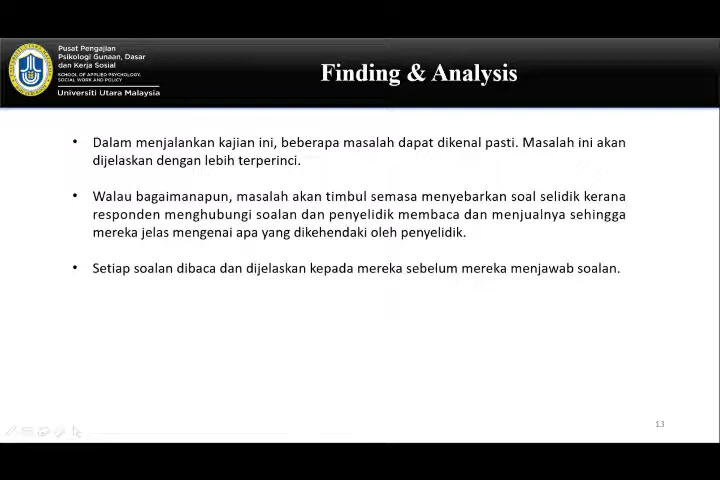 Pusat Pengajian
Psikologi Gunaan, Dasar
dan Kerja Sosial
SCHOOL OF APPLIED PSYCHOLOGY,
SOCIAL WORK AND POLICY
Universiti Utara Malaysia
Finding & Analysis
• Dalam menjalankan kajian ini, beberapa masalah dapat dikenal pasti. Masalah ini akan
dijelaskan dengan lebih terperinci.
• Walau bagaimanapun, masalah akan timbul semasa menyebarkan soal selidik kerana
responden menghubungi soalan dan penyelidik membaca dan menjualnya sehingga
mereka jelas mengenai apa yang dikehendaki oleh penyelidik.
• Setiap soalan dibaca dan dijelaskan kepada mereka sebelum mereka menjawab soalan.
13